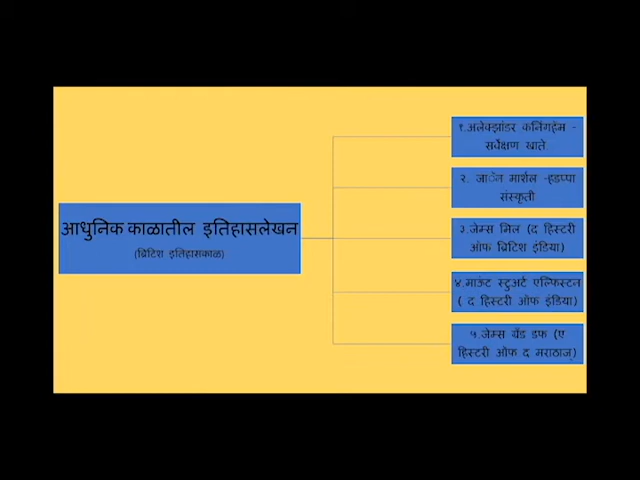 आधुनिक काळातील इतिहासलेखन
(ब्रिटिश इतिहासकाळ)
१.अलेक्झांडर कनिंगहॅम -
सर्वेक्षण खाते
२. जाॅन मार्शल -हडप्पा
संस्कृती
३.जेम्स मिल (द हिस्टरी
ऑफ ब्रिटिश इंडिया)
४.माऊंट स्टुअर्ट एल्फिस्टन
( द हिस्टरी ऑफ इंडिया)
५.जेम्स ग्रँड डफ (ए
हिस्टरी ऑफ द मराठाज्)